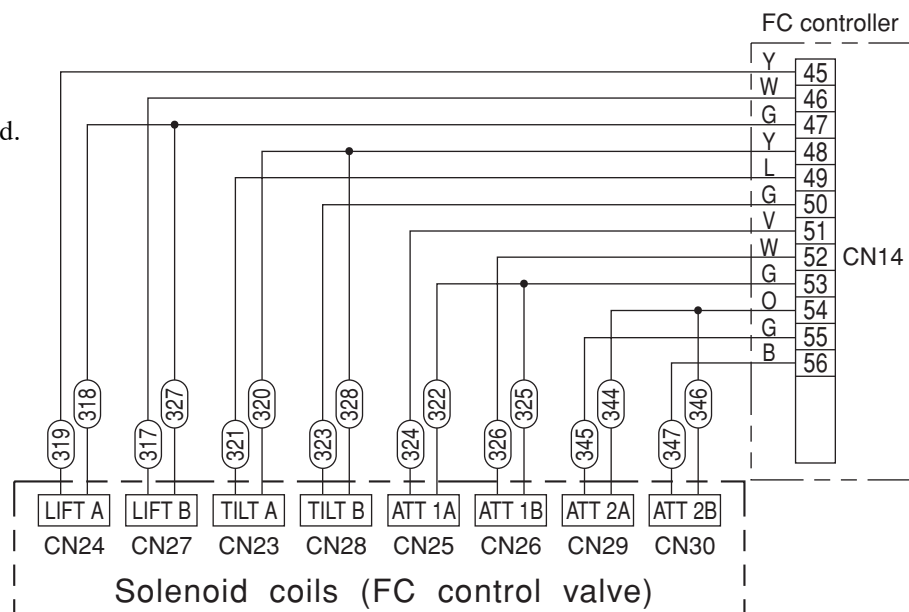 FC controller
d.
Y 45
W 46
G 47
Y 48
L 49
G 50
V 51
W 52 CN14
G 53
O 54
G 55
B 56
319 318 317 327 321 320 323 328 324 322 326 325 345 344 347 346
LIFT A LIFT B TILT A TILT B ATT 1A ATT 1B ATT 2A ATT 2B
CN24 CN27 CN23 CN28 CN25 CN26 CN29 CN30
Solenoid coils (FC control valve)